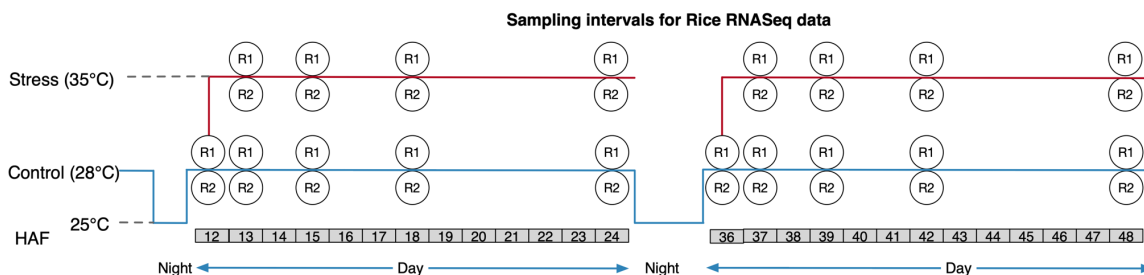 Sampling intervals for Rice RNASeq data
R1 R1 R1 R1 R1 R1 R1 R1
Stress (35°C)
R2 R2 R2 R2 R2 R2 R2 R2
R1 R1 R1 R1 R1 R1 R1 R1 R1 R1
Control (28°C)
R2 R2 R2 R2 R2 R2 R2 R2 R2 R2
25°C
HAF 12 13 14 15 16 17 18 19 20 21 22 23 24 36 37 38 39 40 41 42 43 44 45 46 47 48
Night Day Night Day